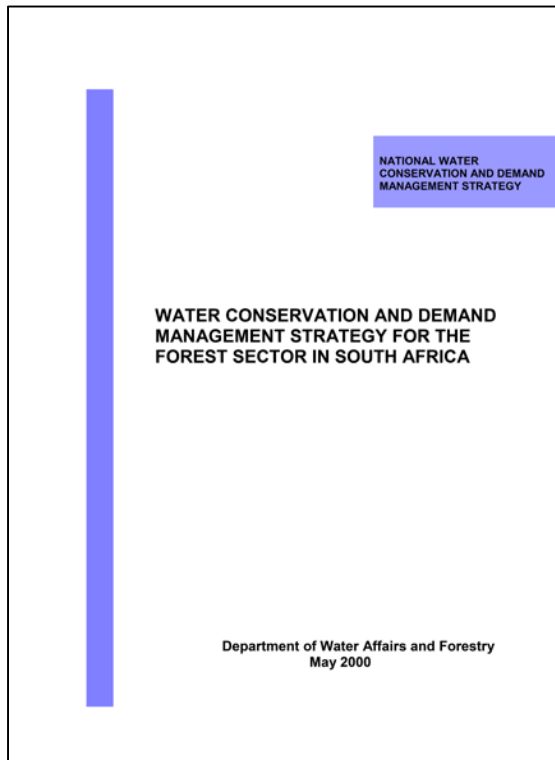 NATIONAL WATER
CONSERVATION AND DEMAND
MANAGEMENT STRATEGY
WATER CONSERVATION AND DEMAND
MANAGEMENT STRATEGY FOR THE
FOREST SECTOR IN SOUTH AFRICA
Department of Water Affairs and Forestry
May 2000